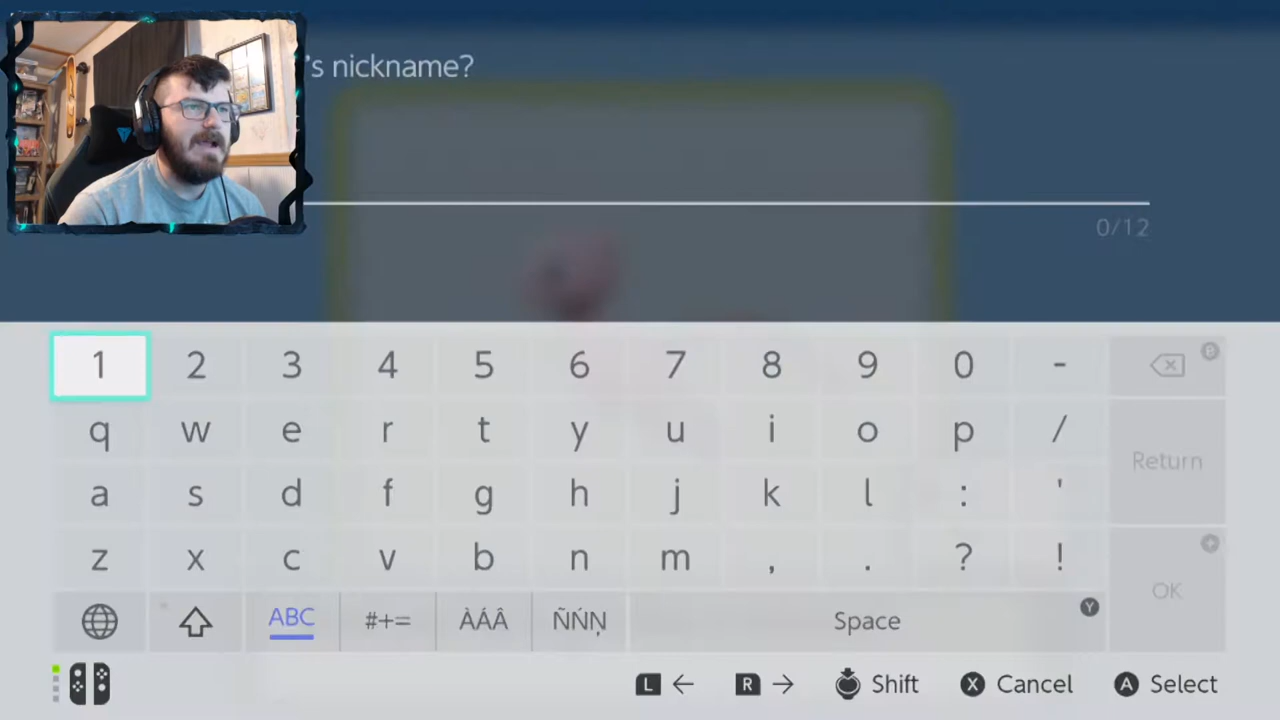 's nickname?
0/12
1 2 3 4 5 6 7 8 9 0 -
q w e r t y u i o p / Return
a s d f g h j k l : '
z x c v b n m , . ? ! OK
ABC #+= ÀÁÂ ÑŃŅ Space Y
L ← R → Shift X Cancel A Select